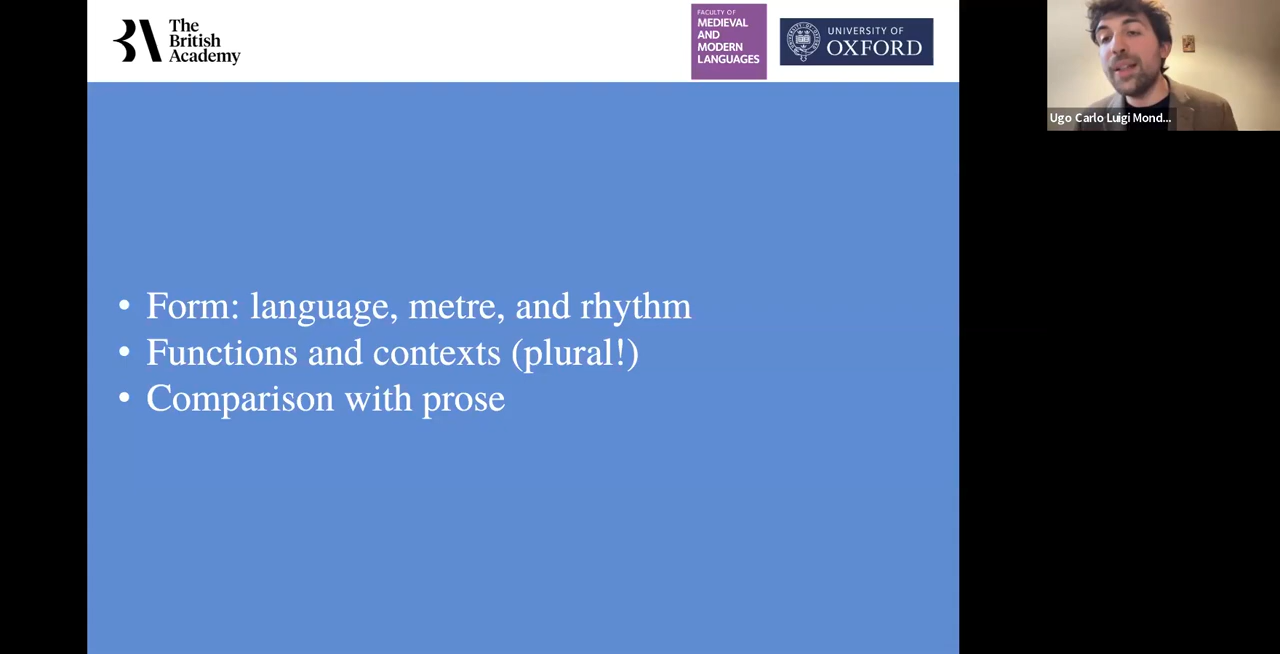 The
British
Academy
FACULTY OF
MEDIEVAL
AND
MODERN
LANGUAGES
UNIVERSITY OF
OXFORD
Ugo Carlo Luigi Mond...
• Form: language, metre, and rhythm
• Functions and contexts (plural!)
• Comparison with prose